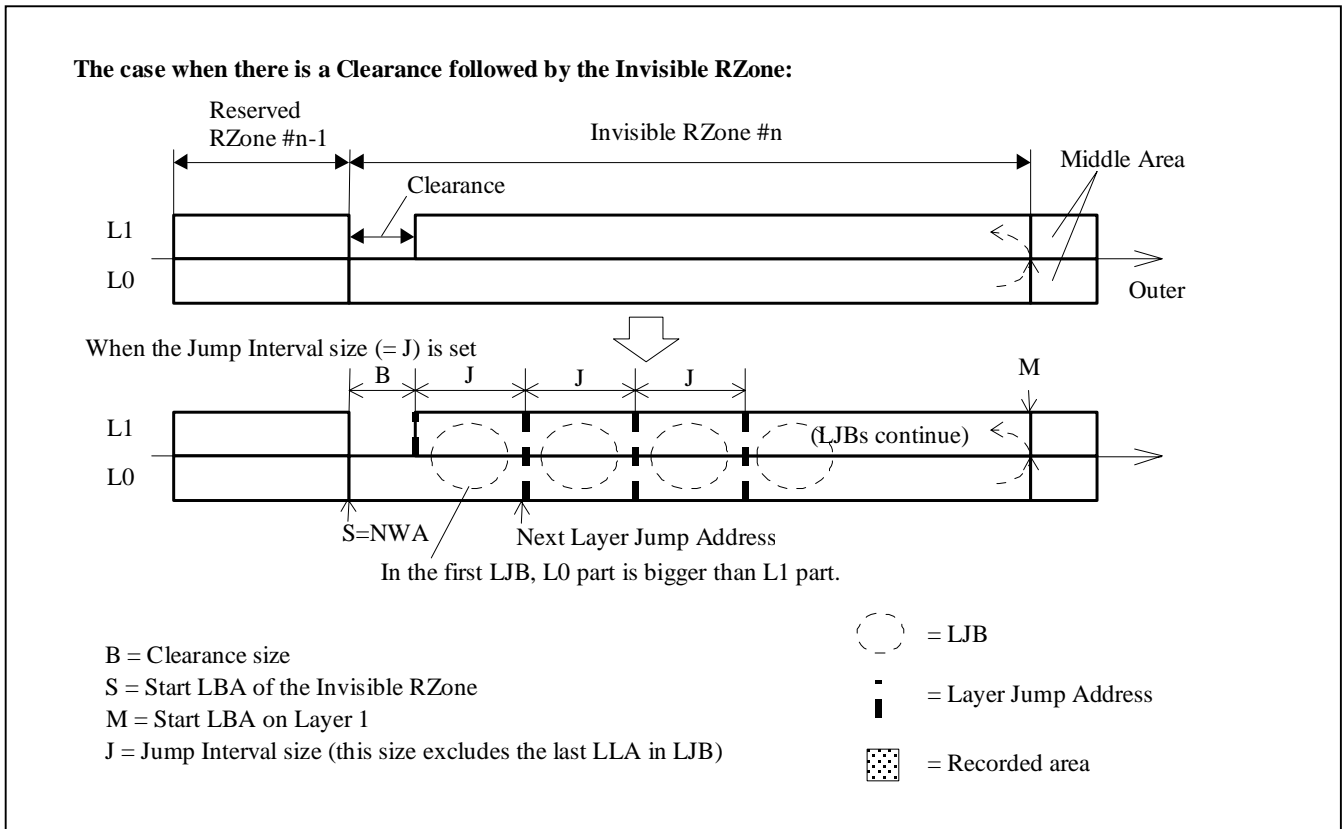 The case when there is a Clearance followed by the Invisible RZone:
Reserved
RZone #n-1
Invisible RZone #n
Middle Area
Clearance
L1
L0
Outer
When the Jump Interval size (= J) is set
B
J
J
J
M
L1
(LJBs continue)
L0
S=NWA
Next Layer Jump Address
In the first LJB, L0 part is bigger than L1 part.
B = Clearance size
S = Start LBA of the Invisible RZone
M = Start LBA on Layer 1
J = Jump Interval size (this size excludes the last LLA in LJB)
= LJB
= Layer Jump Address
= Recorded area